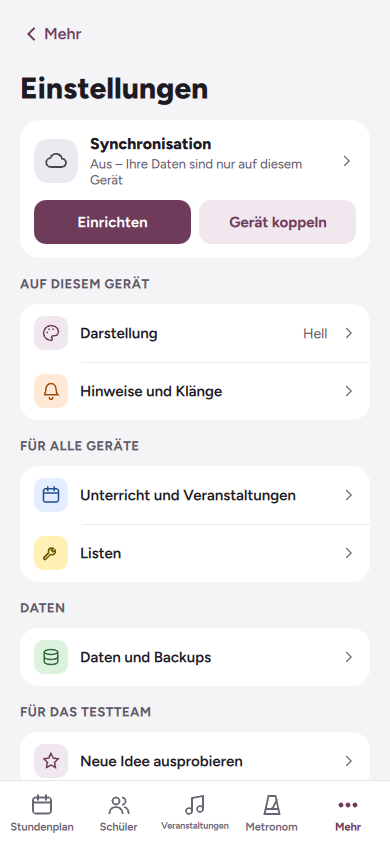 Mehr
Einstellungen
Synchronisation
Aus – Ihre Daten sind nur auf diesem
Gerät
Einrichten
Gerät koppeln
AUF DIESEM GERÄT
Darstellung
Hell
Hinweise und Klänge
FÜR ALLE GERÄTE
Unterricht und Veranstaltungen
Listen
DATEN
Daten und Backups
FÜR DAS TESTTEAM
Neue Idee ausprobieren
Stundenplan
Schüler
Veranstaltungen
Metronom
Mehr